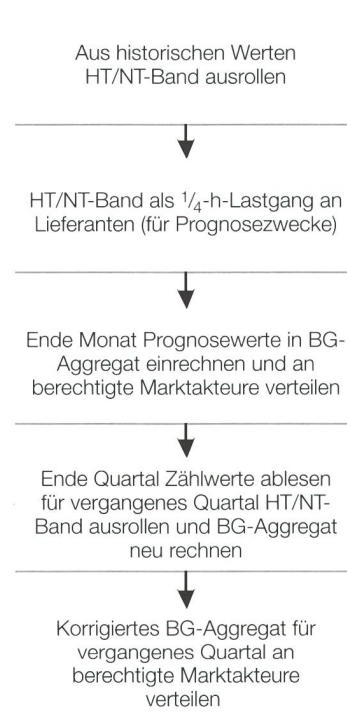 Aus historischen Werten
HT/NT-Band ausrollen
HT/NT-Band als 1/4-h-Lastgang an
Lieferanten (für Prognosezwecke)
Ende Monat Prognosewerte in BG-
Aggregat einrechnen und an
berechtigte Marktakteure verteilen
Ende Quartal Zählwerte ablesen
für vergangenes Quartal HT/NT-
Band ausrollen und BG-Aggregat
neu rechnen
Korrigiertes BG-Aggregat für
vergangenes Quartal an
berechtigte Marktakteure
verteilen